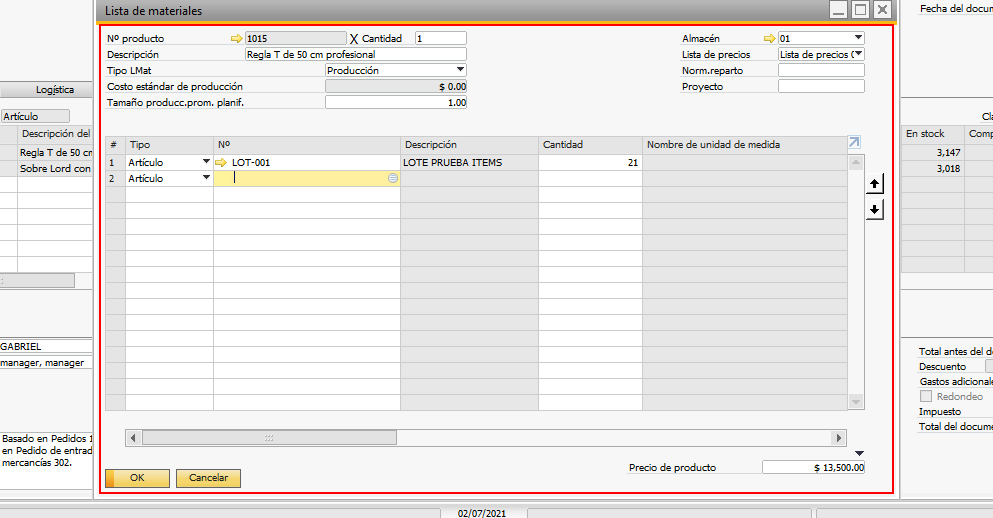 Lista de materiales
Fecha del docum
Nº producto 1015 X Cantidad 1 Almacén 01
Descripción Regla T de 50 cm profesional Lista de precios Lista de precios (
Tipo LMat Producción Norm.reparto
Costo estándar de producción $ 0.00 Proyecto
Tamaño producc.prom. planif. 1.00
Logística
Artículo
Descripción del
Regla T de 50 cm
Sobre Lord con
# Tipo Nº Descripción Cantidad Nombre de unidad de medida
1 Artículo LOT-001 LOTE PRUEBA ITEMS 21
2 Artículo
Cla
En stock Comp
3,147
3,018
GABRIEL
manager, manager
Basado en Pedidos 1
en Pedido de entrad
mercancías 302.
Precio de producto $ 13,500.00
OK Cancelar
Total antes del d
Descuento
Gastos adicionale
Redondeo
Impuesto
Total del docume
02/07/2021